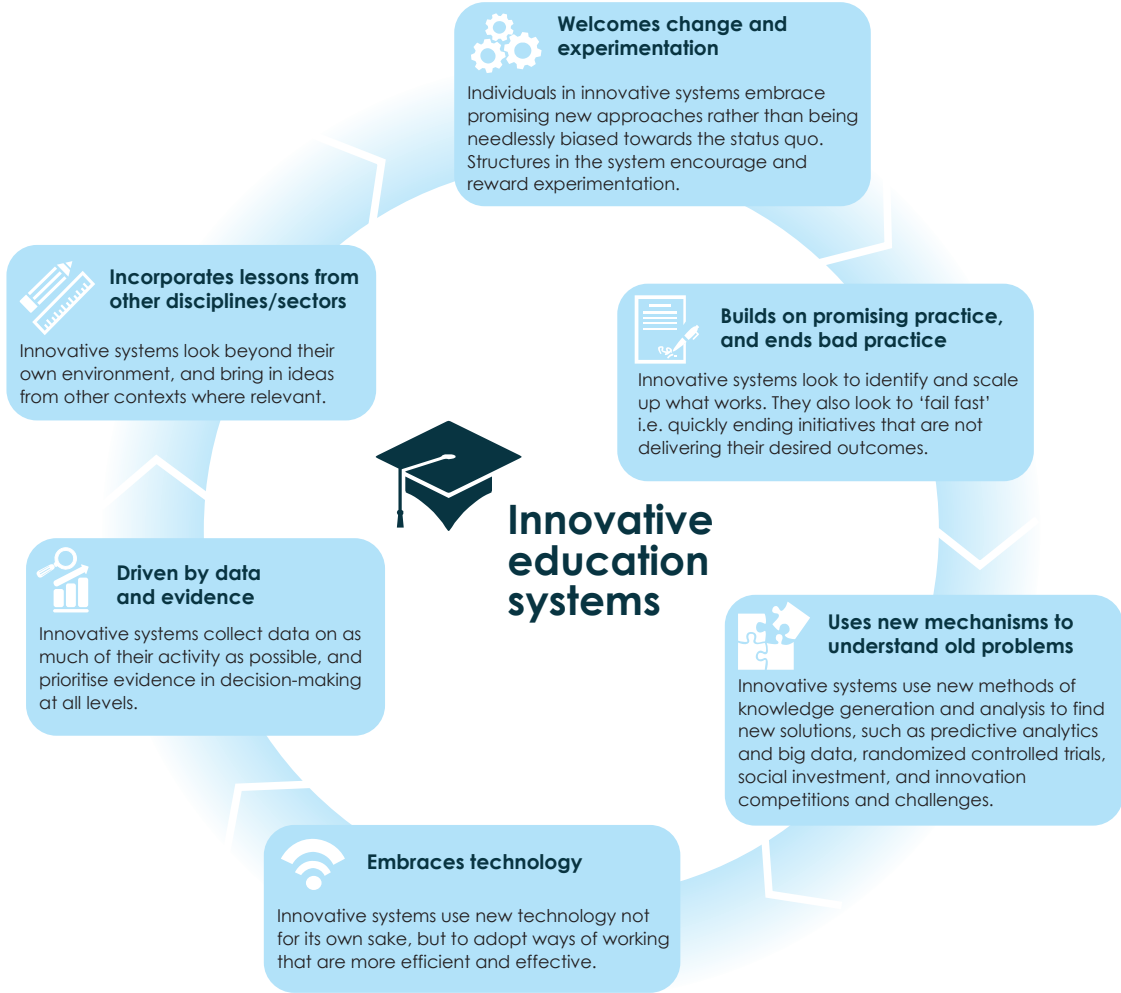 Welcomes change and
experimentation
Individuals in innovative systems embrace
promising new approaches rather than being
needlessly biased towards the status quo.
Structures in the system encourage and
reward experimentation.
Builds on promising practice,
and ends bad practice
Innovative systems look to identify and scale
up what works. They also look to ‘fail fast’
i.e. quickly ending initiatives that are not
delivering their desired outcomes.
Uses new mechanisms to
understand old problems
Innovative systems use new methods of
knowledge generation and analysis to find
new solutions, such as predictive analytics
and big data, randomized controlled trials,
social investment, and innovation
competitions and challenges.
Embraces technology
Innovative systems use new technology not
for its own sake, but to adopt ways of working
that are more efficient and effective.
Driven by data
and evidence
Innovative systems collect data on as
much of their activity as possible, and
prioritise evidence in decision-making
at all levels.
Incorporates lessons from
other disciplines/sectors
Innovative systems look beyond their
own environment, and bring in ideas
from other contexts where relevant.
Innovative
education
systems